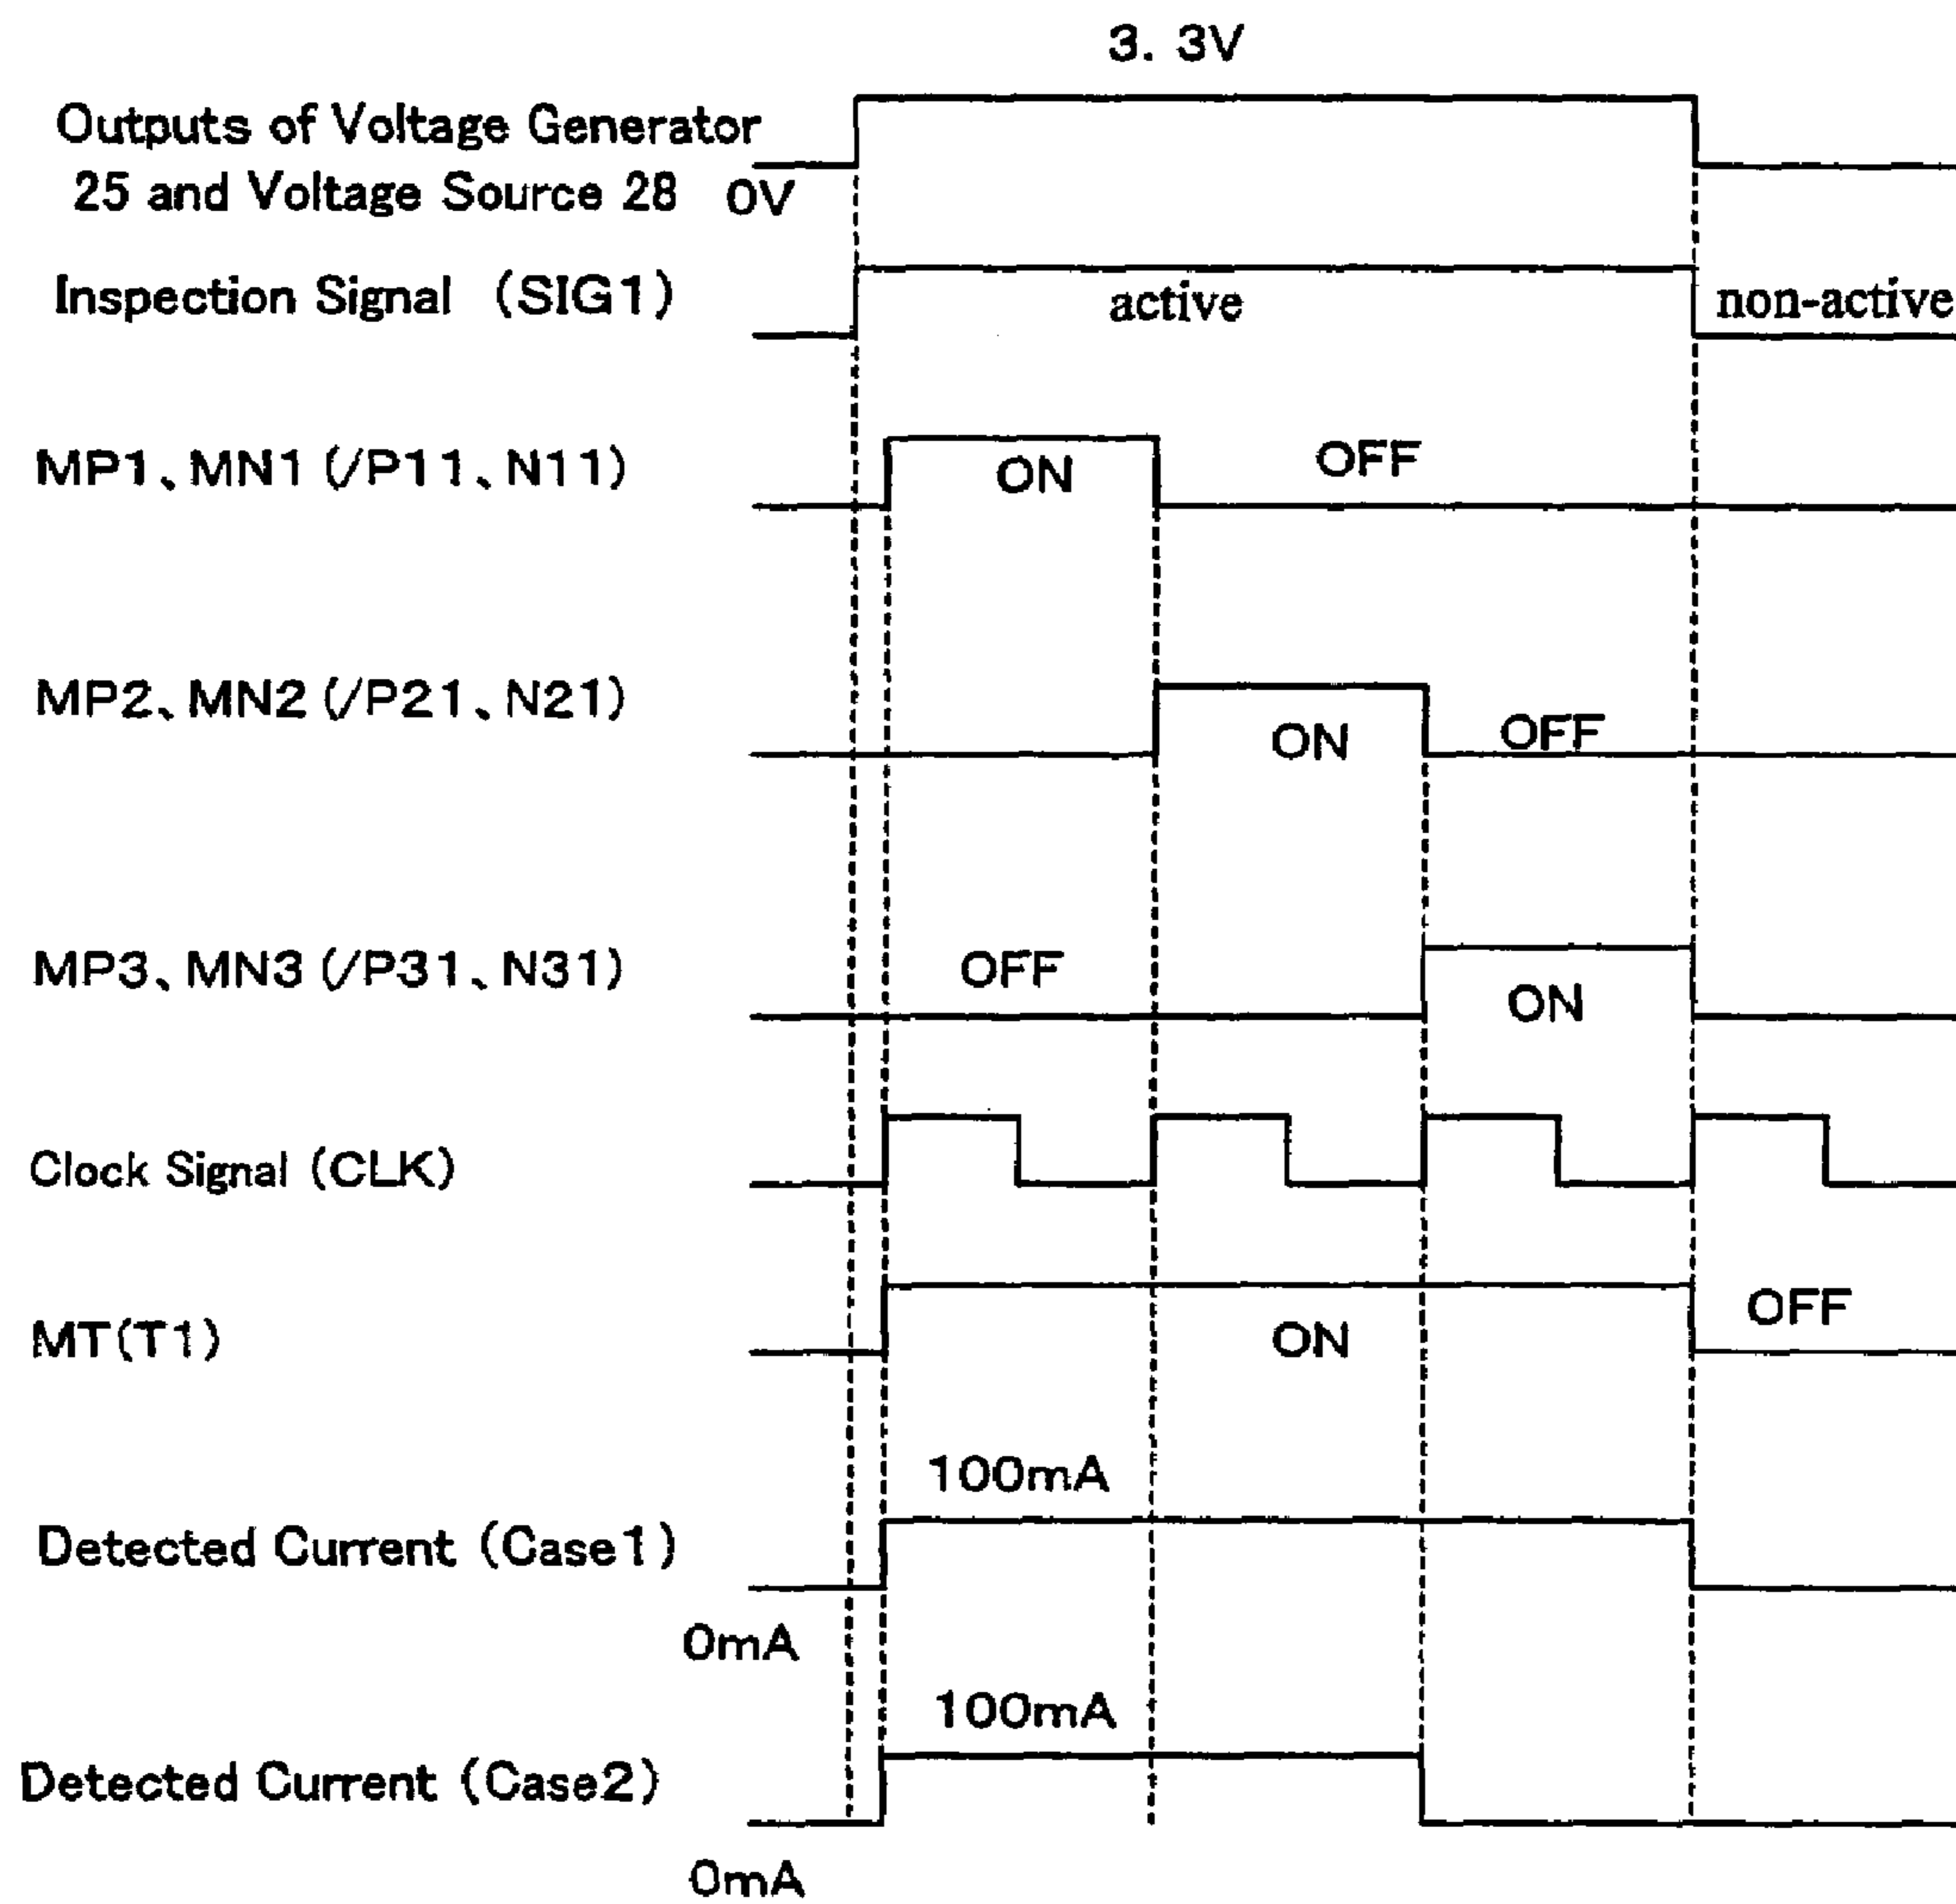 3. 3V
Outputs of Voltage Generator
25 and Voltage Source 28 0V
Inspection Signal (SIG1)
active
non-active
MP1、MN1 (/P11、N11)
ON
OFF
MP2、MN2 (/P21、N21)
ON
OFF
MP3、MN3 (/P31、N31)
OFF
ON
Clock Signal (CLK)
MT(T1)
ON
OFF
100mA
Detected Current (Case1)
0mA
100mA
Detected Current (Case2)
0mA